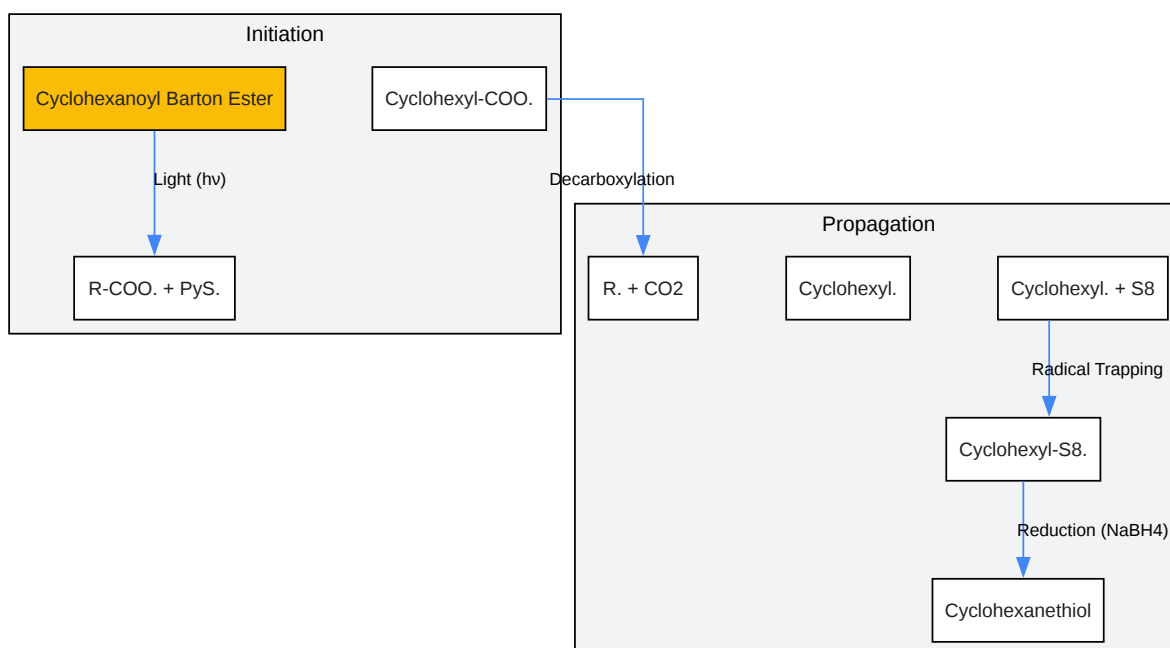 Initiation
Cyclohexanoyl Barton Ester
Cyclohexyl-COO.
Light (hν)
Decarboxylation
R-COO. + PyS.
Propagation
R. + CO2
Cyclohexyl.
Cyclohexyl. + S8
Radical Trapping
Cyclohexyl-S8.
Reduction (NaBH4)
Cyclohexanethiol